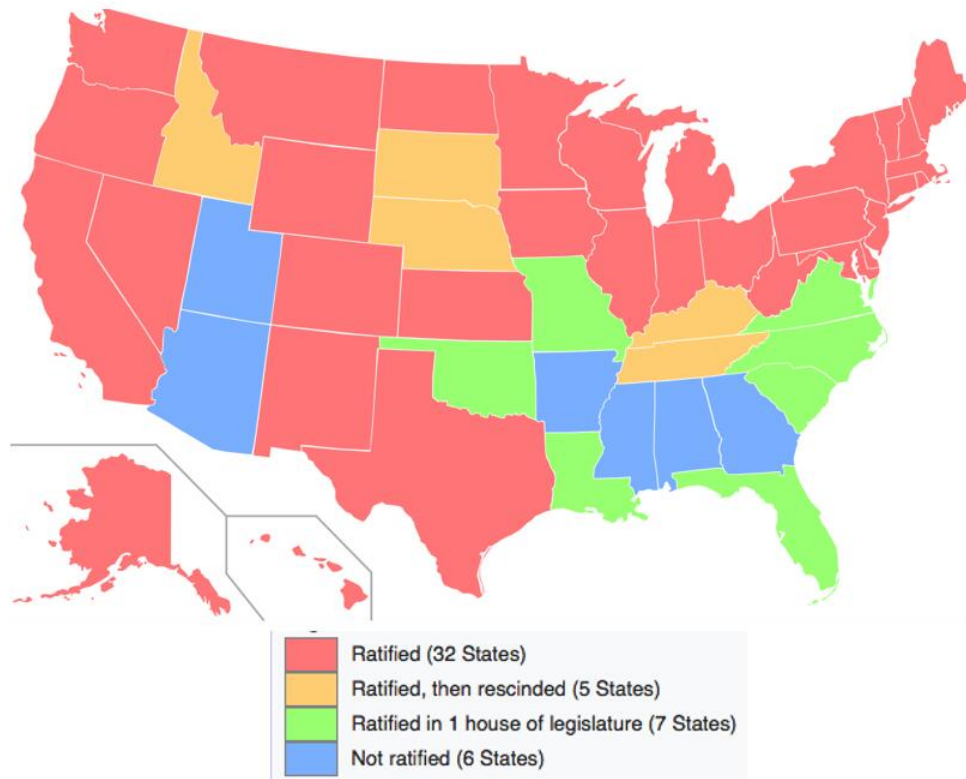 Ratified (32 States)
Ratified, then rescinded (5 States)
Ratified in 1 house of legislature (7 States)
Not ratified (6 States)